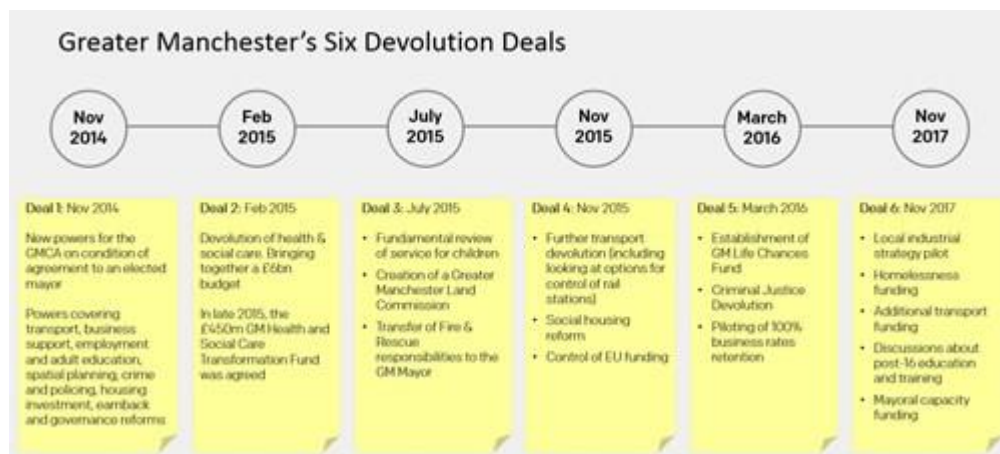 Greater Manchester's Six Devolution Deals
Nov
2014
Feb
2015
July
2015
Nov
2015
March
2016
Nov
2017
Deal 1: Nov 2014
New powers for the
GMCA on condition of
agreement to an elected
mayor
Powers covering
transport, business
support, employment
and adult education,
spatial planning, crime
and policing, housing
investment, earnback
and governance reforms
Deal 2: Feb 2015
Devolution of health &
social care. Bringing
together a £6bn
budget
In late 2015, the
£450m GM Health and
Social Care
Transformation Fund
was agreed
Deal 3: July 2015
• Fundamental review
of service for children
• Creation of a Greater
Manchester Land
Commission
• Transfer of Fire &
Rescue
responsibilities to the
GM Mayor
Deal 4: Nov 2015
• Further transport
devolution (including
looking at options for
control of rail
stations)
• Social housing
reform
• Control of EU funding
Deal 5: March 2016
• Establishment of
GM Life Chances
Fund
• Criminal Justice
Devolution
• Piloting of 100%
business rates
retention
Deal 6: Nov 2017
• Local industrial
strategy pilot
• Homelessness
funding
• Additional transport
funding
• Discussions about
post-16 education
and training
• Mayoral capacity
funding